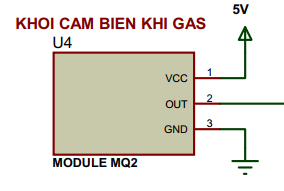 5V
KHOI CAM BIEN KHI GAS
U4
VCC 1
OUT 2
GND 3
MODULE MQ2